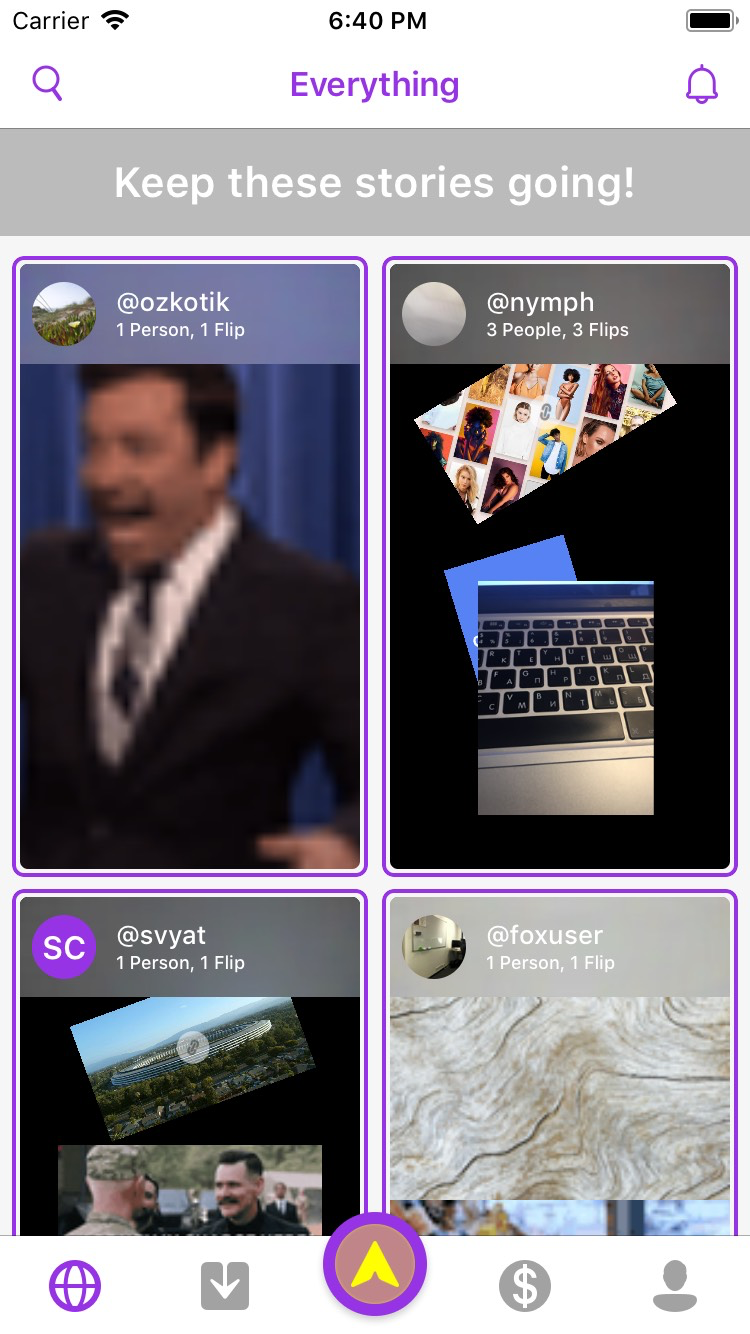 Carrier 6:40 PM
Everything
Keep these stories going!
@ozkotik
1 Person, 1 Flip
@nymph
3 People, 3 Flips
SC
@svyat
1 Person, 1 Flip
@foxuser
1 Person, 1 Flip